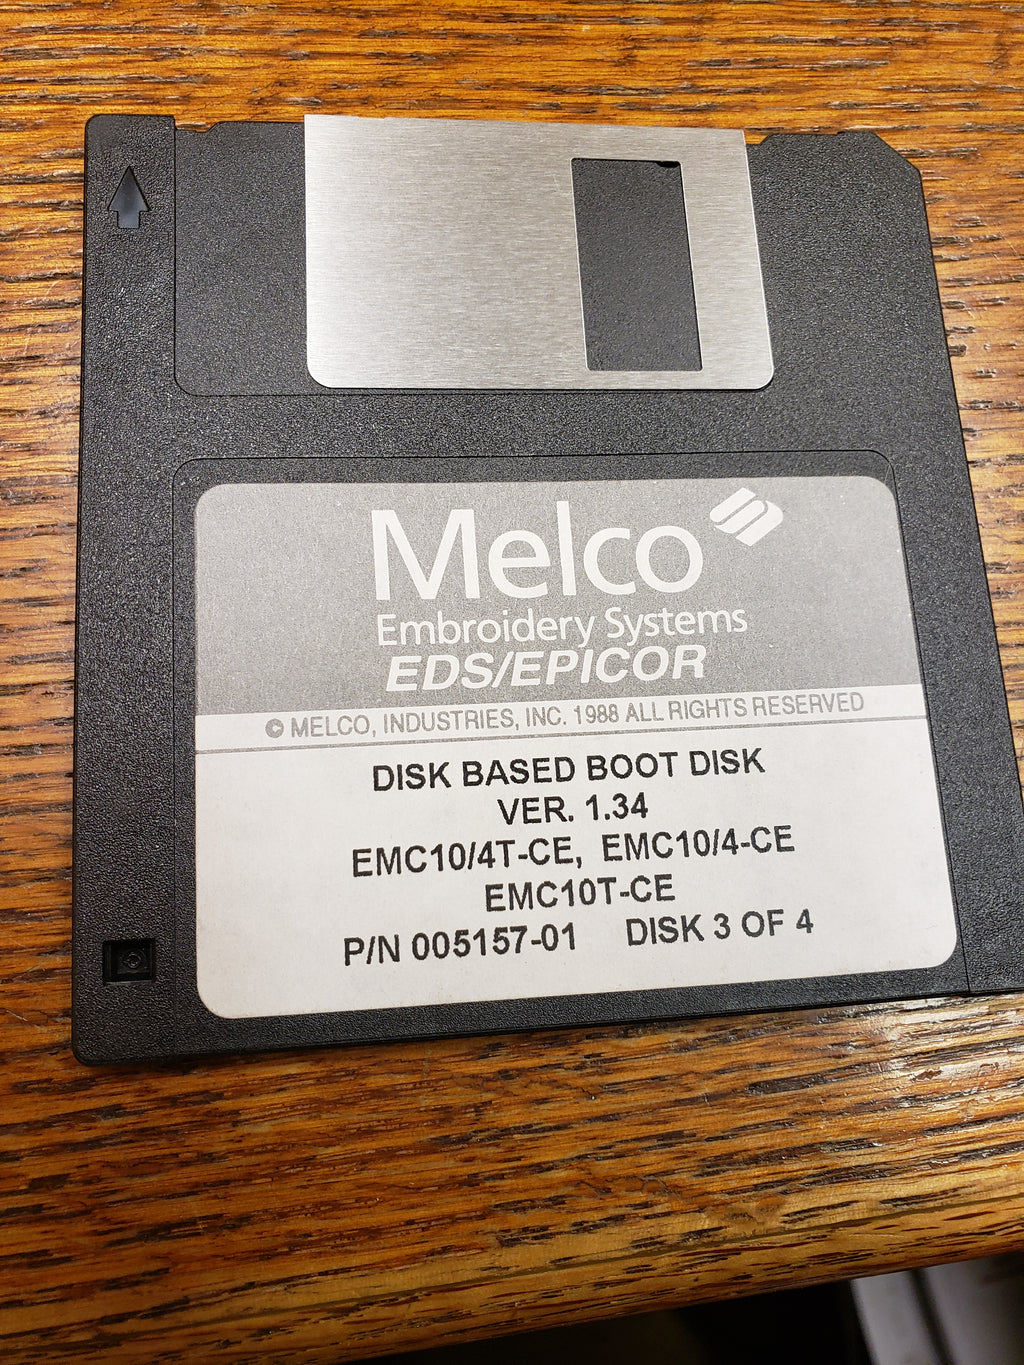 Melco
Embroidery Systems
EDS/EPICOR
© MELCO, INDUSTRIES, INC. 1988 ALL RIGHTS RESERVED
DISK BASED BOOT DISK
VER. 1.34
EMC10/4T-CE, EMC10/4-CE
EMC10T-CE
P/N 005157-01 DISK 3 OF 4